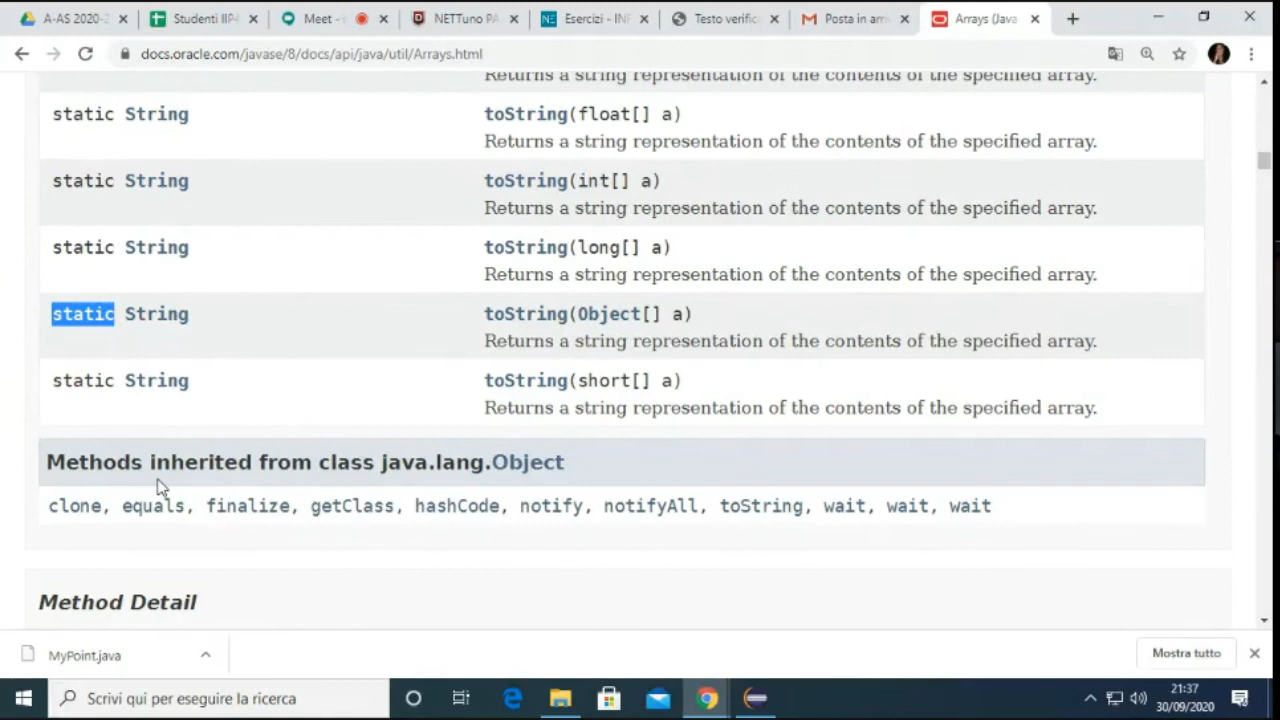 A-AS 2020-2
Studenti IIP-
Meet -
NETTuno PA
Esercizi - INF
Testo verific
Posta in arri
Arrays (Java
docs.oracle.com/javase/8/docs/api/java/util/Arrays.html
Returns a string representation of the contents of the specified array.
static String toString(float[] a)
Returns a string representation of the contents of the specified array.
static String toString(int[] a)
Returns a string representation of the contents of the specified array.
static String toString(long[] a)
Returns a string representation of the contents of the specified array.
static String toString(Object[] a)
Returns a string representation of the contents of the specified array.
static String toString(short[] a)
Returns a string representation of the contents of the specified array.
Methods inherited from class java.lang.Object
clone, equals, finalize, getClass, hashCode, notify, notifyAll, toString, wait, wait, wait
Method Detail
MyPoint.java
Mostra tutto
Scrivi qui per eseguire la ricerca
21:37
30/09/2020